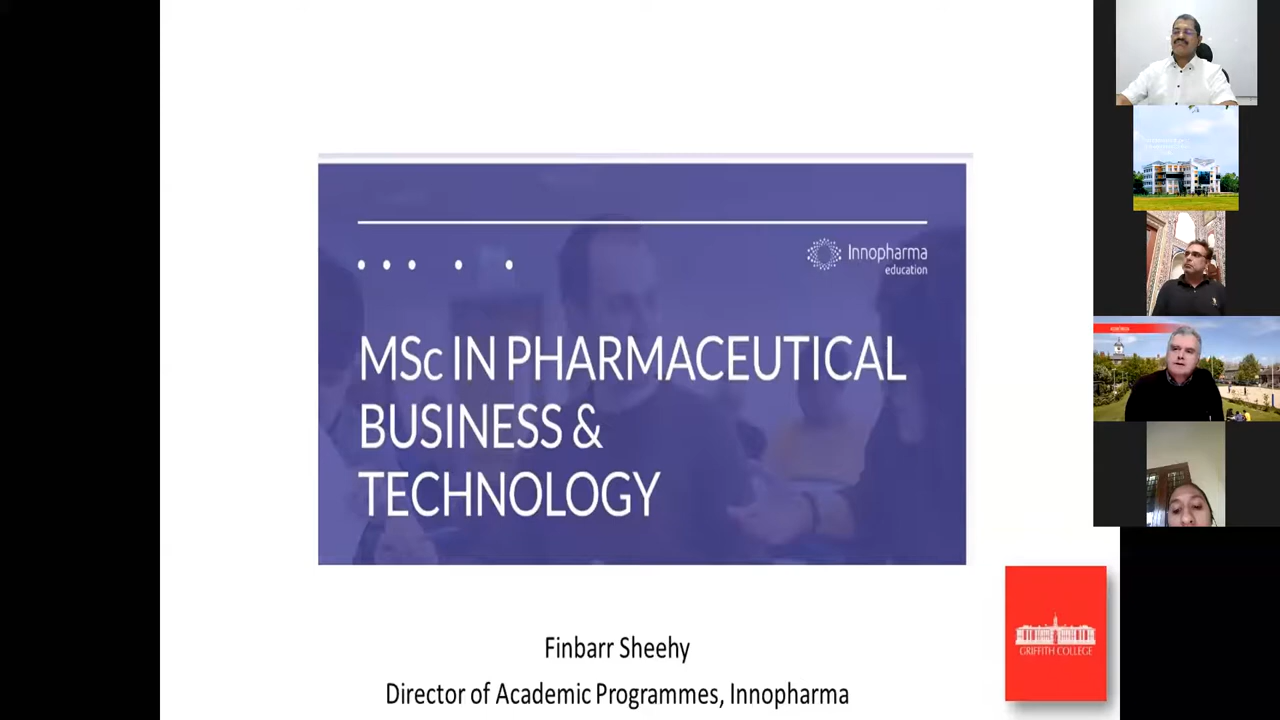 Innopharma
education
MSc IN PHARMACEUTICAL
BUSINESS &
TECHNOLOGY
Finbarr Sheehy
Director of Academic Programmes, Innopharma
GRIFFITH COLLEGE